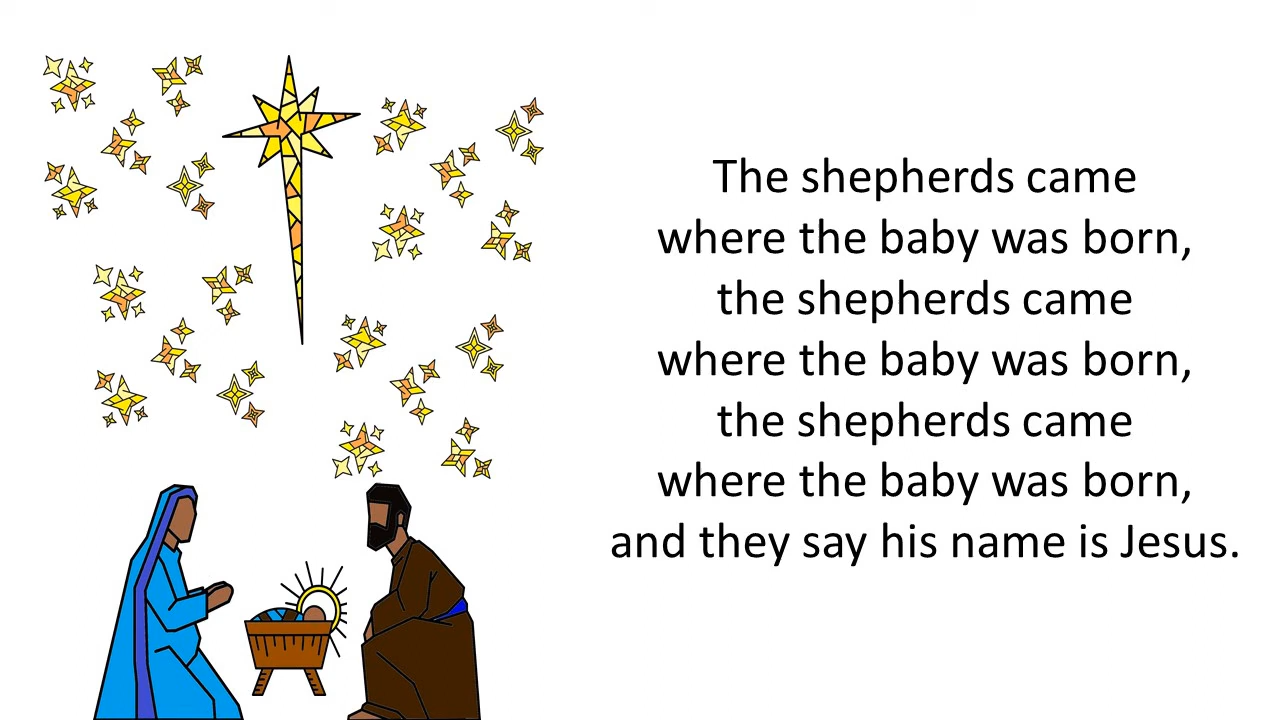 The shepherds came
where the baby was born,
the shepherds came
where the baby was born,
the shepherds came
where the baby was born,
and they say his name is Jesus.